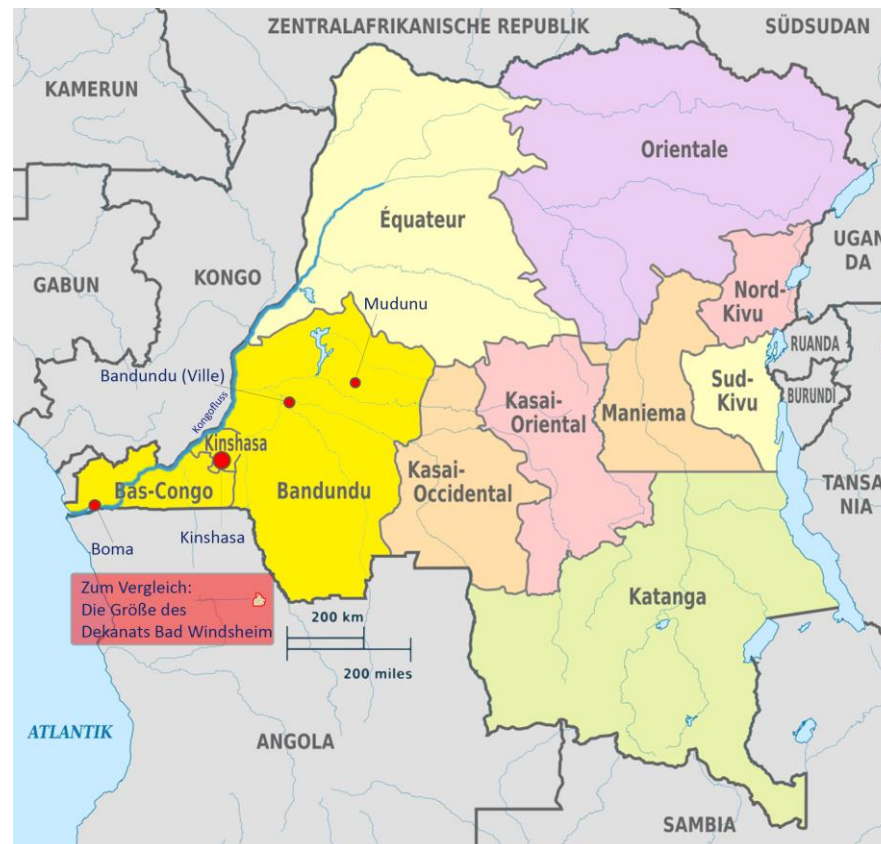 ZENTRALAFRIKANISCHE REPUBLIK
SÜDSUDAN
KAMERUN
Orientale
Équateur
UGAN
DA
GABUN
KONGO
Nord-
Kivu
Mudunu
RUANDA
Bandundu (Ville)
Sud-
Kivu
BURUNDI
Kongofluss
Kasai-
Oriental
Maniema
Kinshasa
Kasai-
Occidental
Bas-Congo
Bandundu
TANSA
NIA
Boma
Kinshasa
Zum Vergleich:
Die Größe des
Dekanats Bad Windsheim
Katanga
200 km
200 miles
ATLANTIK
ANGOLA
SAMBIA